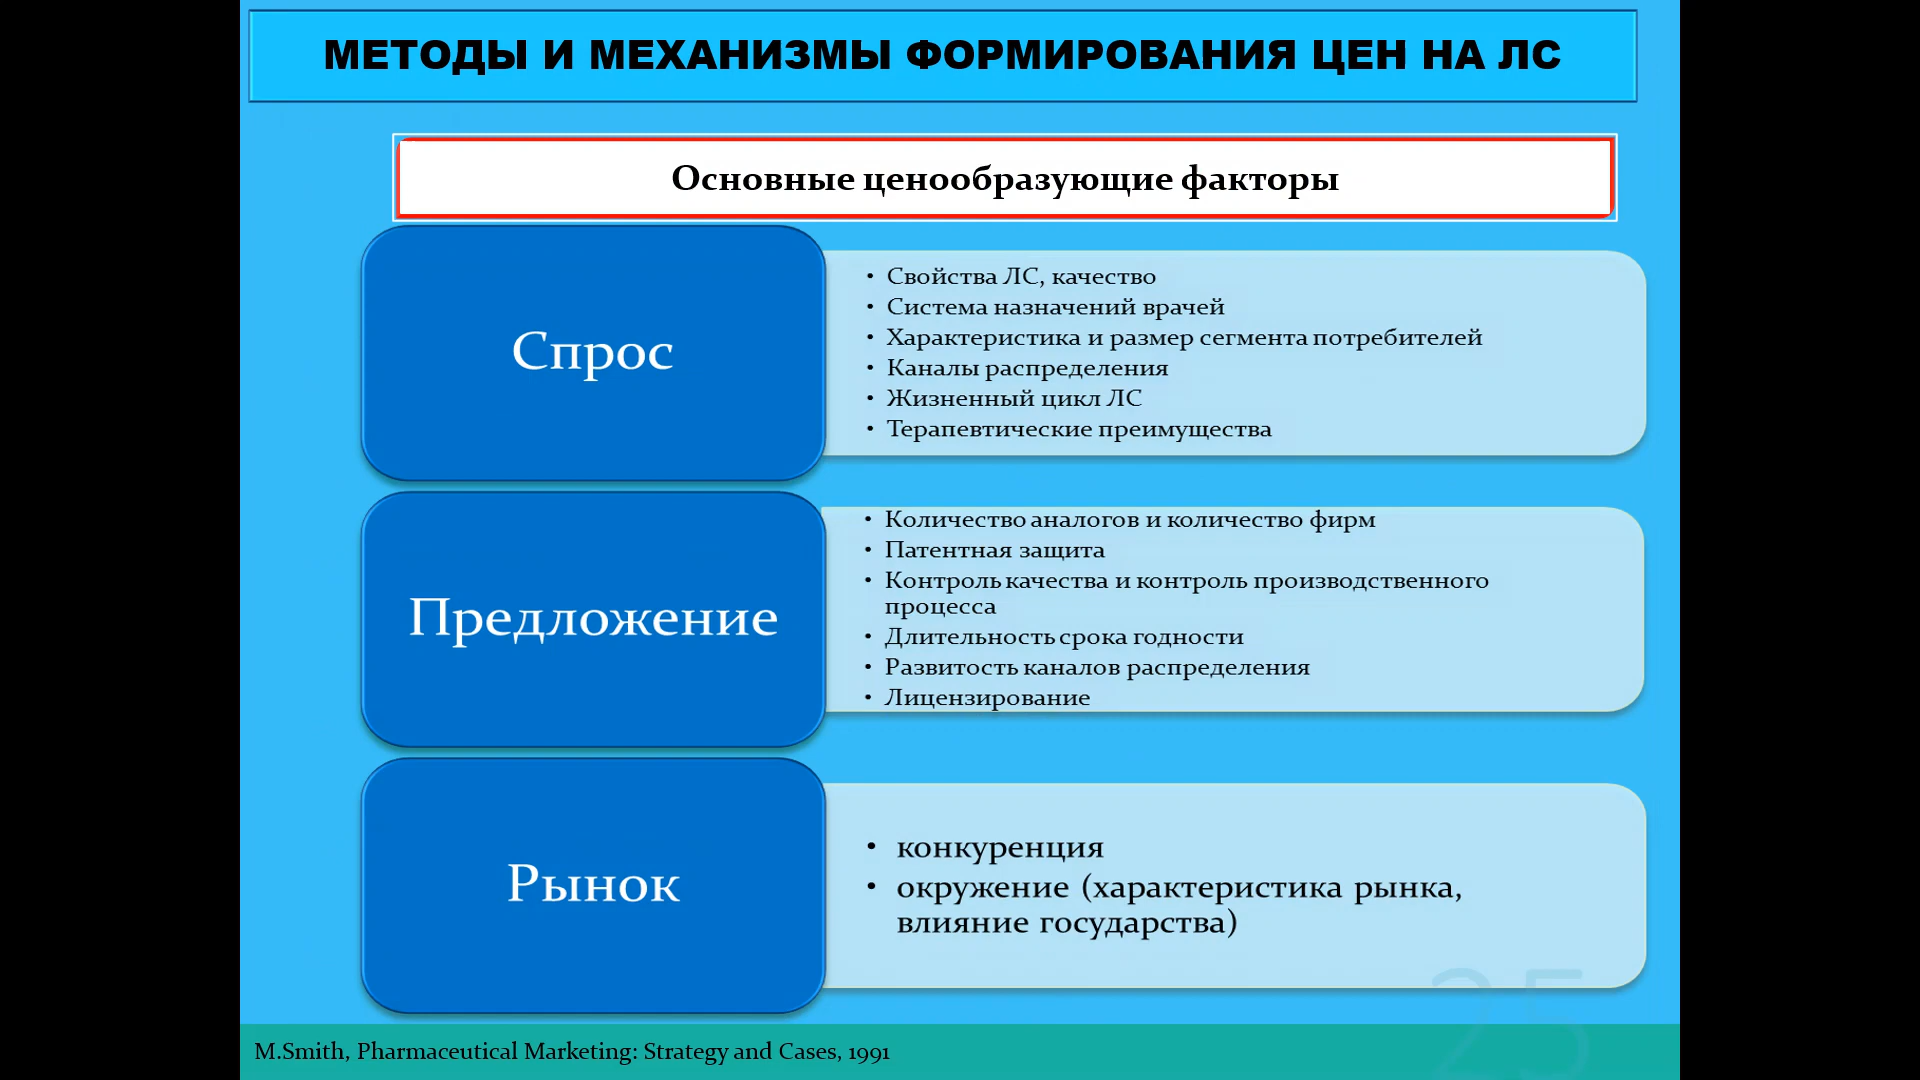 МЕТОДЫ И МЕХАНИЗМЫ ФОРМИРОВАНИЯ ЦЕН НА ЛС
Основные ценообразующие факторы
Спрос
• Свойства ЛС, качество
• Система назначений врачей
• Характеристика и размер сегмента потребителей
• Каналы распределения
• Жизненный цикл ЛС
• Терапевтические преимущества
Предложение
• Количество аналогов и количество фирм
• Патентная защита
• Контроль качества и контроль производственного
процесса
• Длительность срока годности
• Развитость каналов распределения
• Лицензирование
Рынок
• конкуренция
• окружение (характеристика рынка,
влияние государства)
25
M.Smith, Pharmaceutical Marketing: Strategy and Cases, 1991